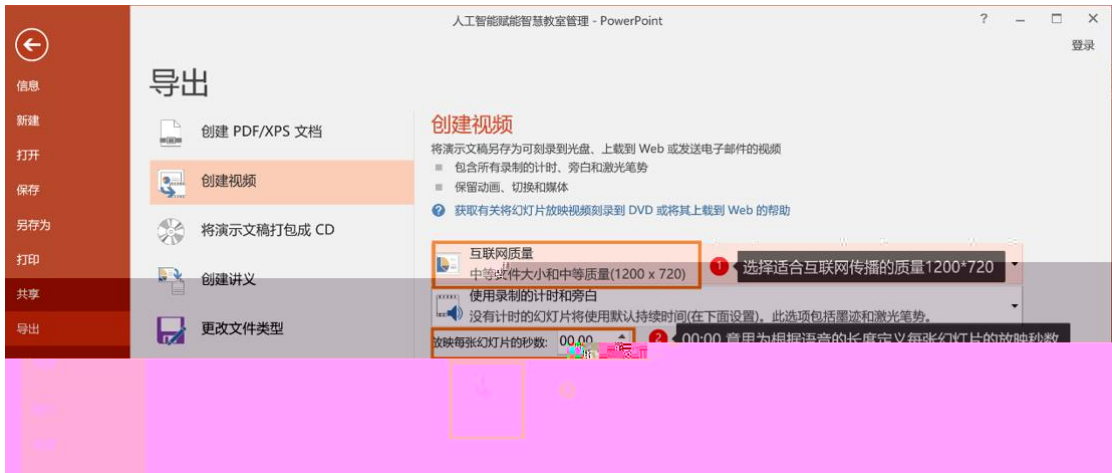 人工智能赋能智慧教室管理 - PowerPoint
?
登录
信息
新建
打开
保存
另存为
打印
共享
导出
导出
创建 PDF/XPS 文档
创建视频
将演示文稿打包成 CD
创建讲义
更改文件类型
创建视频
将演示文稿另存为可刻录到光盘、上载到 Web 或发送电子邮件的视频
包含所有录制的计时、旁白和激光笔势
保留动画、切换和媒体
获取有关将幻灯片放映视频刻录到 DVD 或将其上载到 Web 的帮助
互联网质量
中等文件大小和中等质量(1200 x 720)
1 选择适合互联网传播的质量1200*720
使用录制的计时和旁白
没有计时的幻灯片将使用默认持续时间(在下面设置)。此选项包括墨迹和激光笔势。
放映每张幻灯片的秒数: 00.00
2 00:00 意思为根据语音的长度定义每张幻灯片的放映秒数